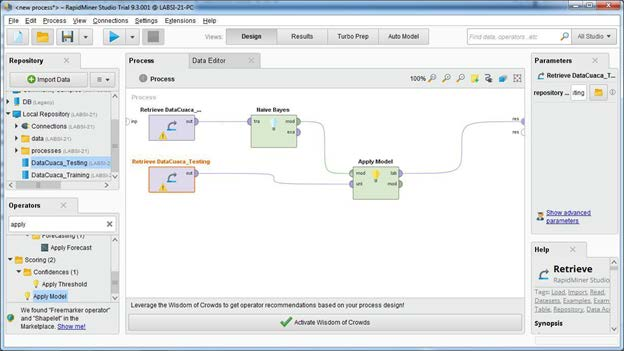 <new process*> – RapidMiner Studio Trial 9.3.001 @ LABSI-21-PC
File Edit Process View Connections Settings Extensions Help
Views: Design Results Turbo Prep Auto Model
Find data, operators ...etc
All Studio
Repository
Import Data
DB (Legacy)
Local Repository (LABSI-21)
Connections (LABSI-21)
data (LABSI-21)
processes (LABSI-21)
DataCuaca_Testing
DataCuaca_Training
Operators
apply
Forecasting (1)
Apply Forecast
Scoring (2)
Confidences (1)
Apply Threshold
Apply Model
We found "Freemarker operator" and "Shapelet" in the Marketplace. Show me!
Process
Data Editor
Process
100%
Process
inp
Retrieve DataCuaca_...
out
Naive Bayes
tra
mod
exa
Retrieve DataCuaca_Testing
out
Apply Model
mod
lab
unl
mod
res
res
Leverage the Wisdom of Crowds to get operator recommendations based on your process design!
Activate Wisdom of Crowds
Parameters
Retrieve DataCuaca_T...
repository ...
iting
Show advanced
parameters
Help
Retrieve
RapidMiner Studio
Tags: Load, Import, Read,
Datasets, Examples, Exam
Table, Repository, Data Ac
Synopsis